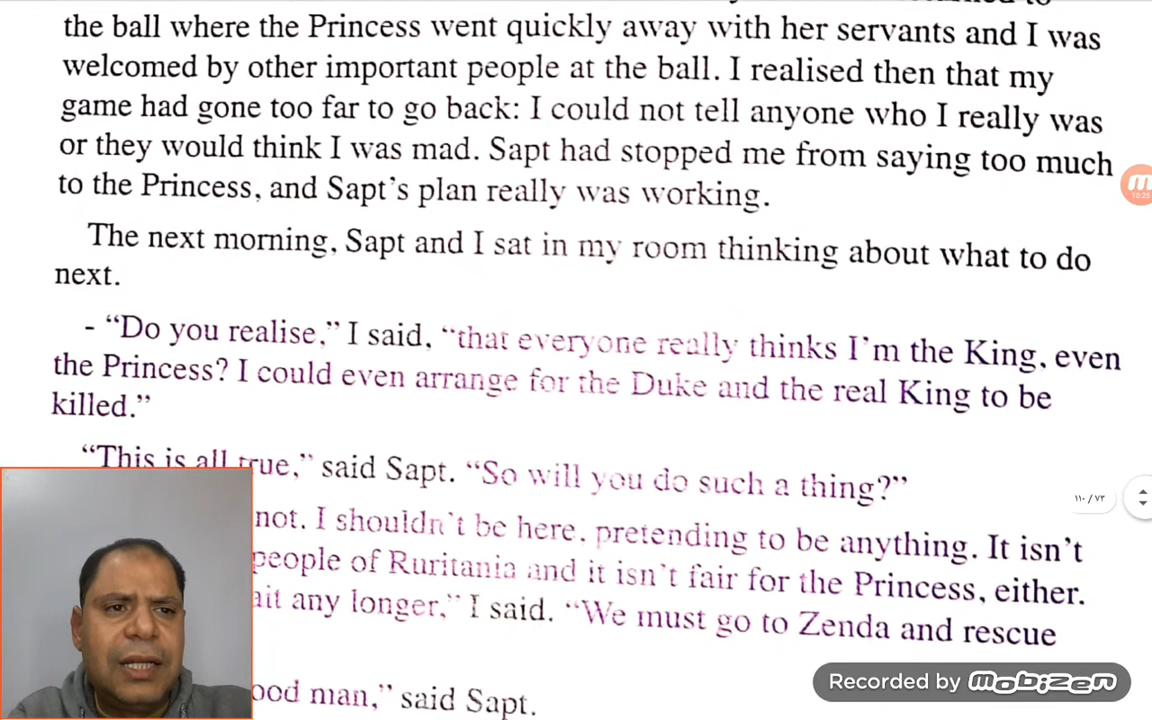 the ball where the Princess went quickly away with her servants and I was
welcomed by other important people at the ball. I realised then that my
game had gone too far to go back: I could not tell anyone who I really was
or they would think I was mad. Sapt had stopped me from saying too much
to the Princess, and Sapt's plan really was working.
The next morning, Sapt and I sat in my room thinking about what to do
next.
- “Do you realise,” I said, “that everyone really thinks I'm the King, even
the Princess? I could even arrange for the Duke and the real King to be
killed.”
“This is all true,” said Sapt. “So will you do such a thing?”
not. I shouldn't be here, pretending to be anything. It isn't
people of Ruritania and it isn't fair for the Princess, either.
ait any longer,” I said. “We must go to Zenda and rescue
ood man,” said Sapt.
10:25
١١٠/٧٣
Recorded by mobizen